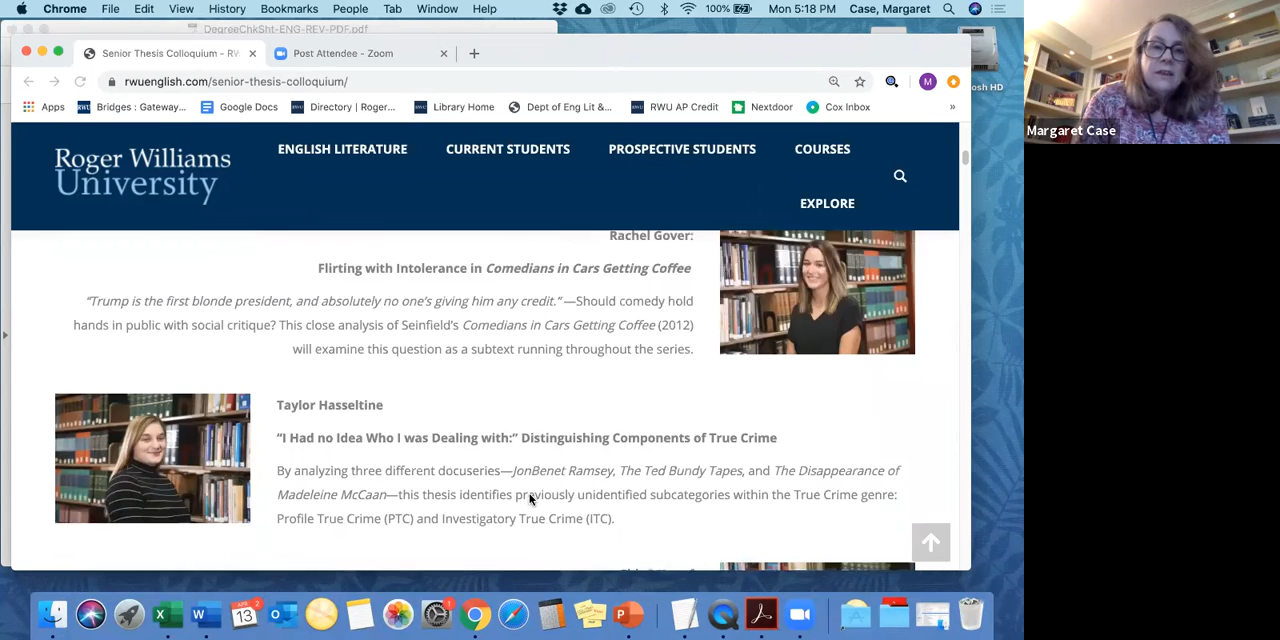 Chrome File Edit View History Bookmarks People Tab Window Help 100% Mon 5:18 PM Case, Margaret
DegreeChkSht-ENG-REV-PDF.pdf
Senior Thesis Colloquium - RV × Post Attendee - Zoom × +
rwuenglish.com/senior-thesis-colloquium/ M
Apps Bridges : Gateway... Google Docs Directory | Roger... Library Home Dept of Eng Lit &... RWU AP Credit Nextdoor Cox Inbox »
Roger Williams
University
ENGLISH LITERATURE CURRENT STUDENTS PROSPECTIVE STUDENTS COURSES
EXPLORE
Rachel Gover:
Flirting with Intolerance in Comedians in Cars Getting Coffee
“Trump is the first blonde president, and absolutely no one’s giving him any credit.”—Should comedy hold
hands in public with social critique? This close analysis of Seinfeld’s Comedians in Cars Getting Coffee (2012)
will examine this question as a subtext running throughout the series.
Taylor Hasseltine
“I Had no Idea Who I was Dealing with:” Distinguishing Components of True Crime
By analyzing three different docuseries—JonBenet Ramsey, The Ted Bundy Tapes, and The Disappearance of
Madeleine McCaan—this thesis identifies previously unidentified subcategories within the True Crime genre:
Profile True Crime (PTC) and Investigatory True Crime (ITC).
osh HD
Margaret Case